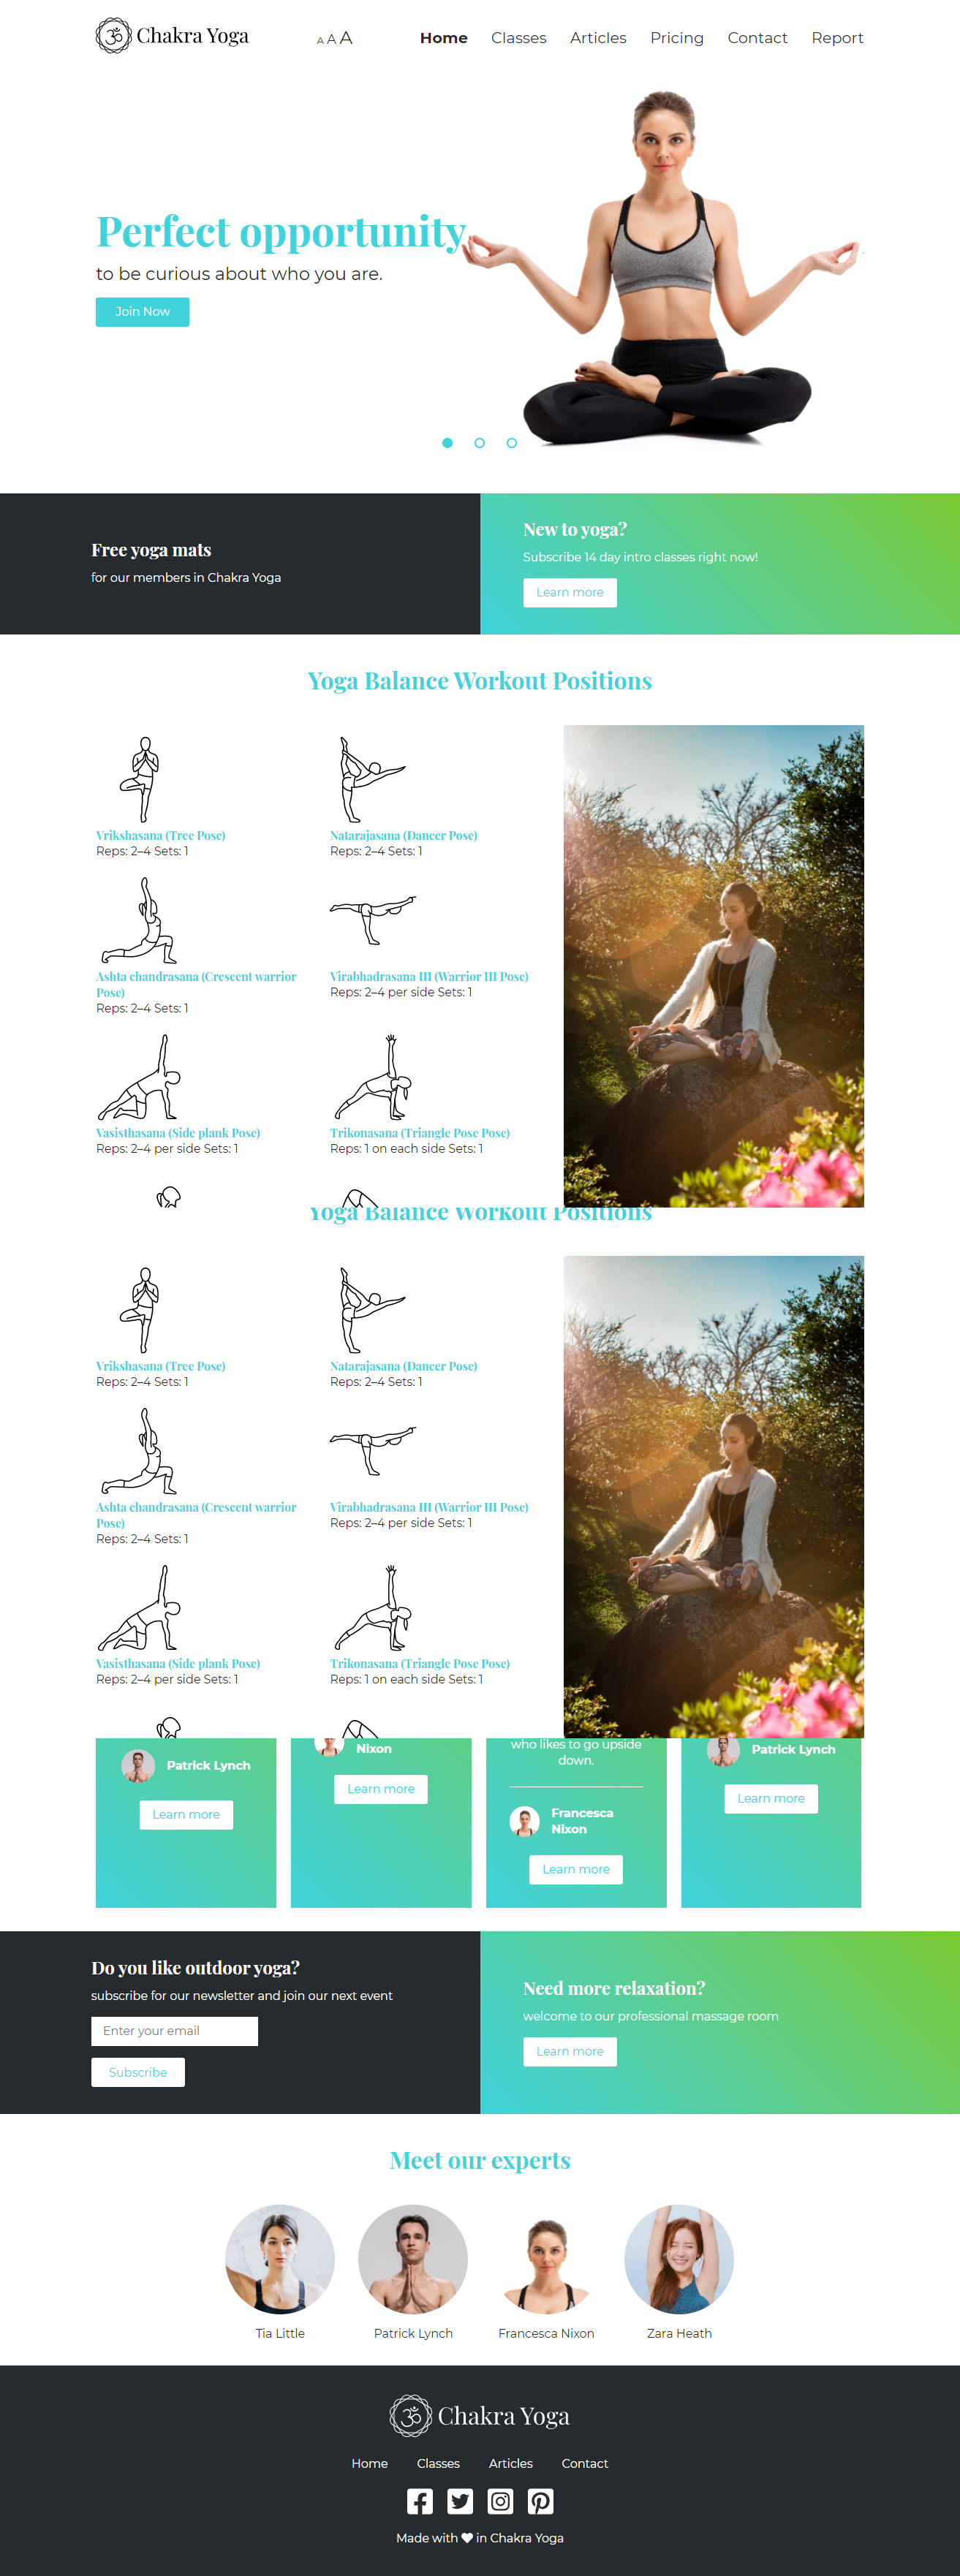 Chakra Yoga
A A A
Home Classes Articles Pricing Contact Report
Perfect opportunity
to be curious about who you are.
Join Now
Free yoga mats
for our members in Chakra Yoga
New to yoga?
Subscribe 14 day intro classes right now!
Learn more
Yoga Balance Workout Positions
Vrikshasana (Tree Pose)
Reps: 2–4 Sets: 1
Natarajasana (Dancer Pose)
Reps: 2–4 Sets: 1
Ashta chandrasana (Crescent warrior
Pose)
Reps: 2–4 Sets: 1
Virabhadrasana III (Warrior III Pose)
Reps: 2–4 per side Sets: 1
Vasisthasana (Side plank Pose)
Reps: 2–4 per side Sets: 1
Trikonasana (Triangle Pose Pose)
Reps: 1 on each side Sets: 1
Yoga Balance Workout Positions
Vrikshasana (Tree Pose)
Reps: 2–4 Sets: 1
Natarajasana (Dancer Pose)
Reps: 2–4 Sets: 1
Ashta chandrasana (Crescent warrior
Pose)
Reps: 2–4 Sets: 1
Virabhadrasana III (Warrior III Pose)
Reps: 2–4 per side Sets: 1
Vasisthasana (Side plank Pose)
Reps: 2–4 per side Sets: 1
Trikonasana (Triangle Pose Pose)
Reps: 1 on each side Sets: 1
Patrick Lynch
Learn more
Nixon
Learn more
who likes to go upside
down.
Francesca
Nixon
Learn more
Patrick Lynch
Learn more
Do you like outdoor yoga?
subscribe for our newsletter and join our next event
Enter your email
Subscribe
Need more relaxation?
welcome to our professional massage room
Learn more
Meet our experts
Tia Little
Patrick Lynch
Francesca Nixon
Zara Heath
Chakra Yoga
Home Classes Articles Contact
Made with ♥ in Chakra Yoga